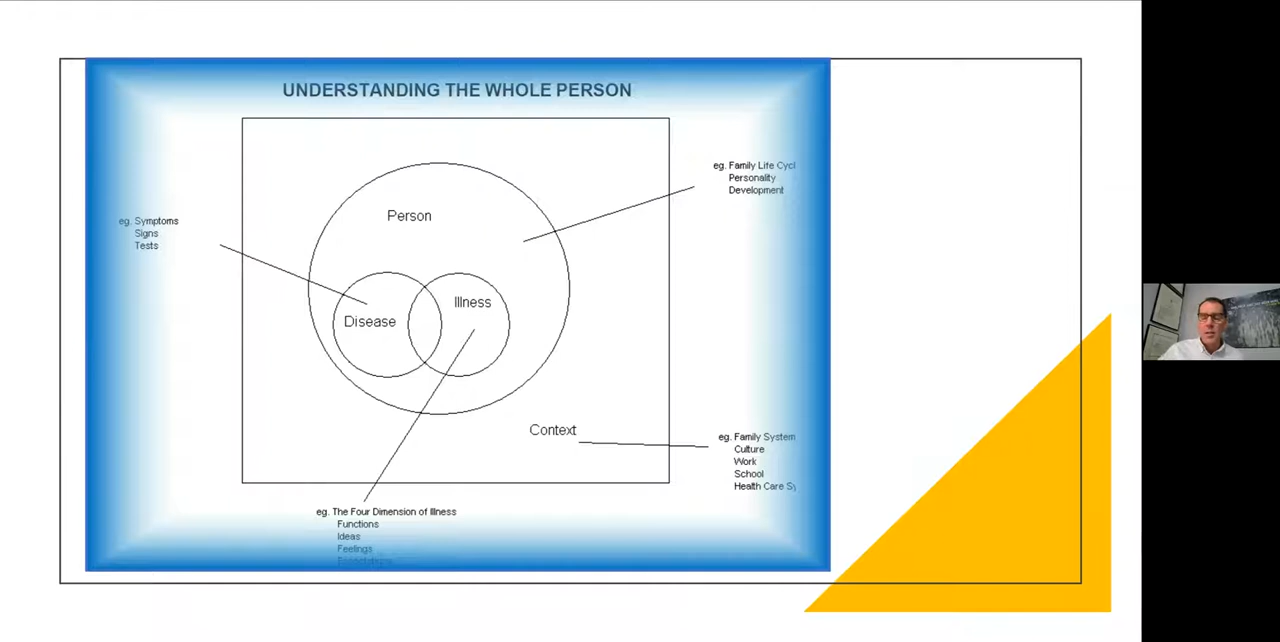 UNDERSTANDING THE WHOLE PERSON
eg. Family Life Cycl
Personality
Development
Person
eg. Symptoms
Signs
Tests
Illness
Disease
Context
eg. Family System
Culture
Work
School
Health Care Sy
eg. The Four Dimension of Illness
Functions
Ideas
Feelings